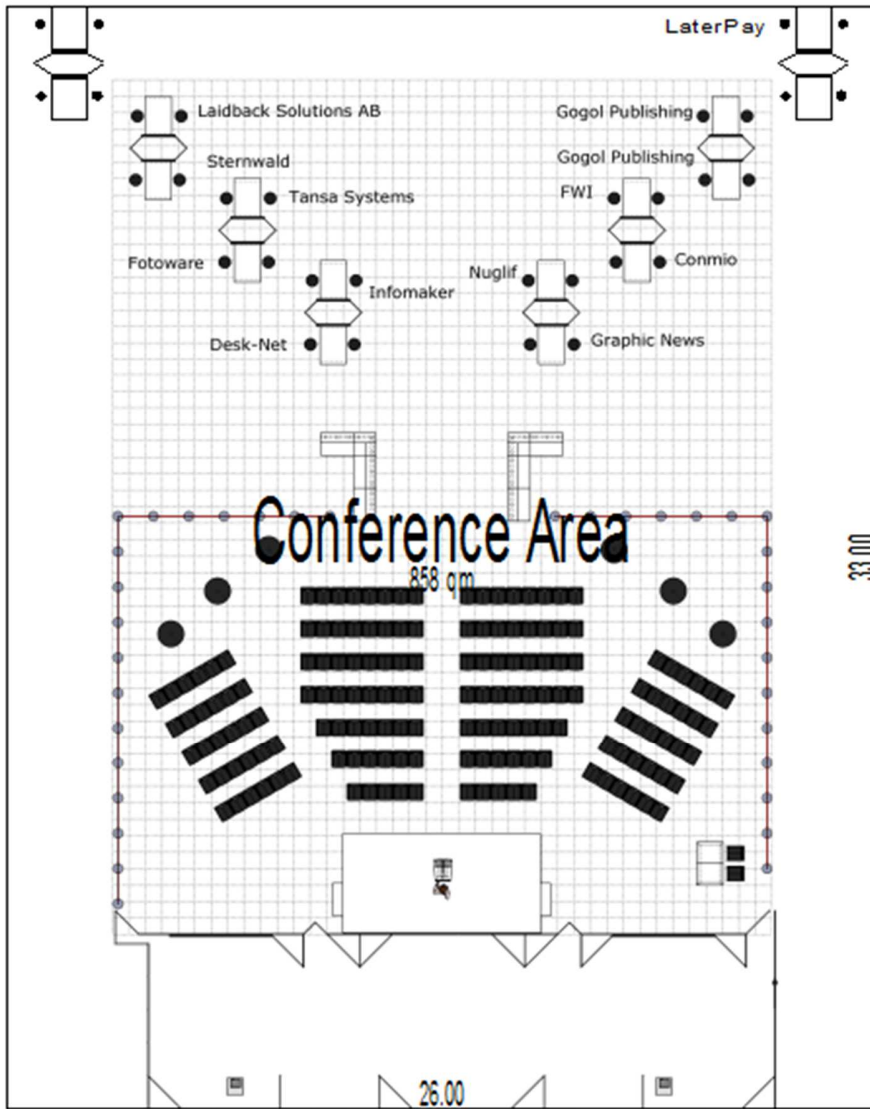 LaterPay
Laidback Solutions AB
Gogol Publishing
Sternwald
Gogol Publishing
Tansa Systems
FWI
Fotoware
Conmio
Nuglif
Infomaker
Desk-Net
Graphic News
Conference Area
858 qm
33.00
26.00